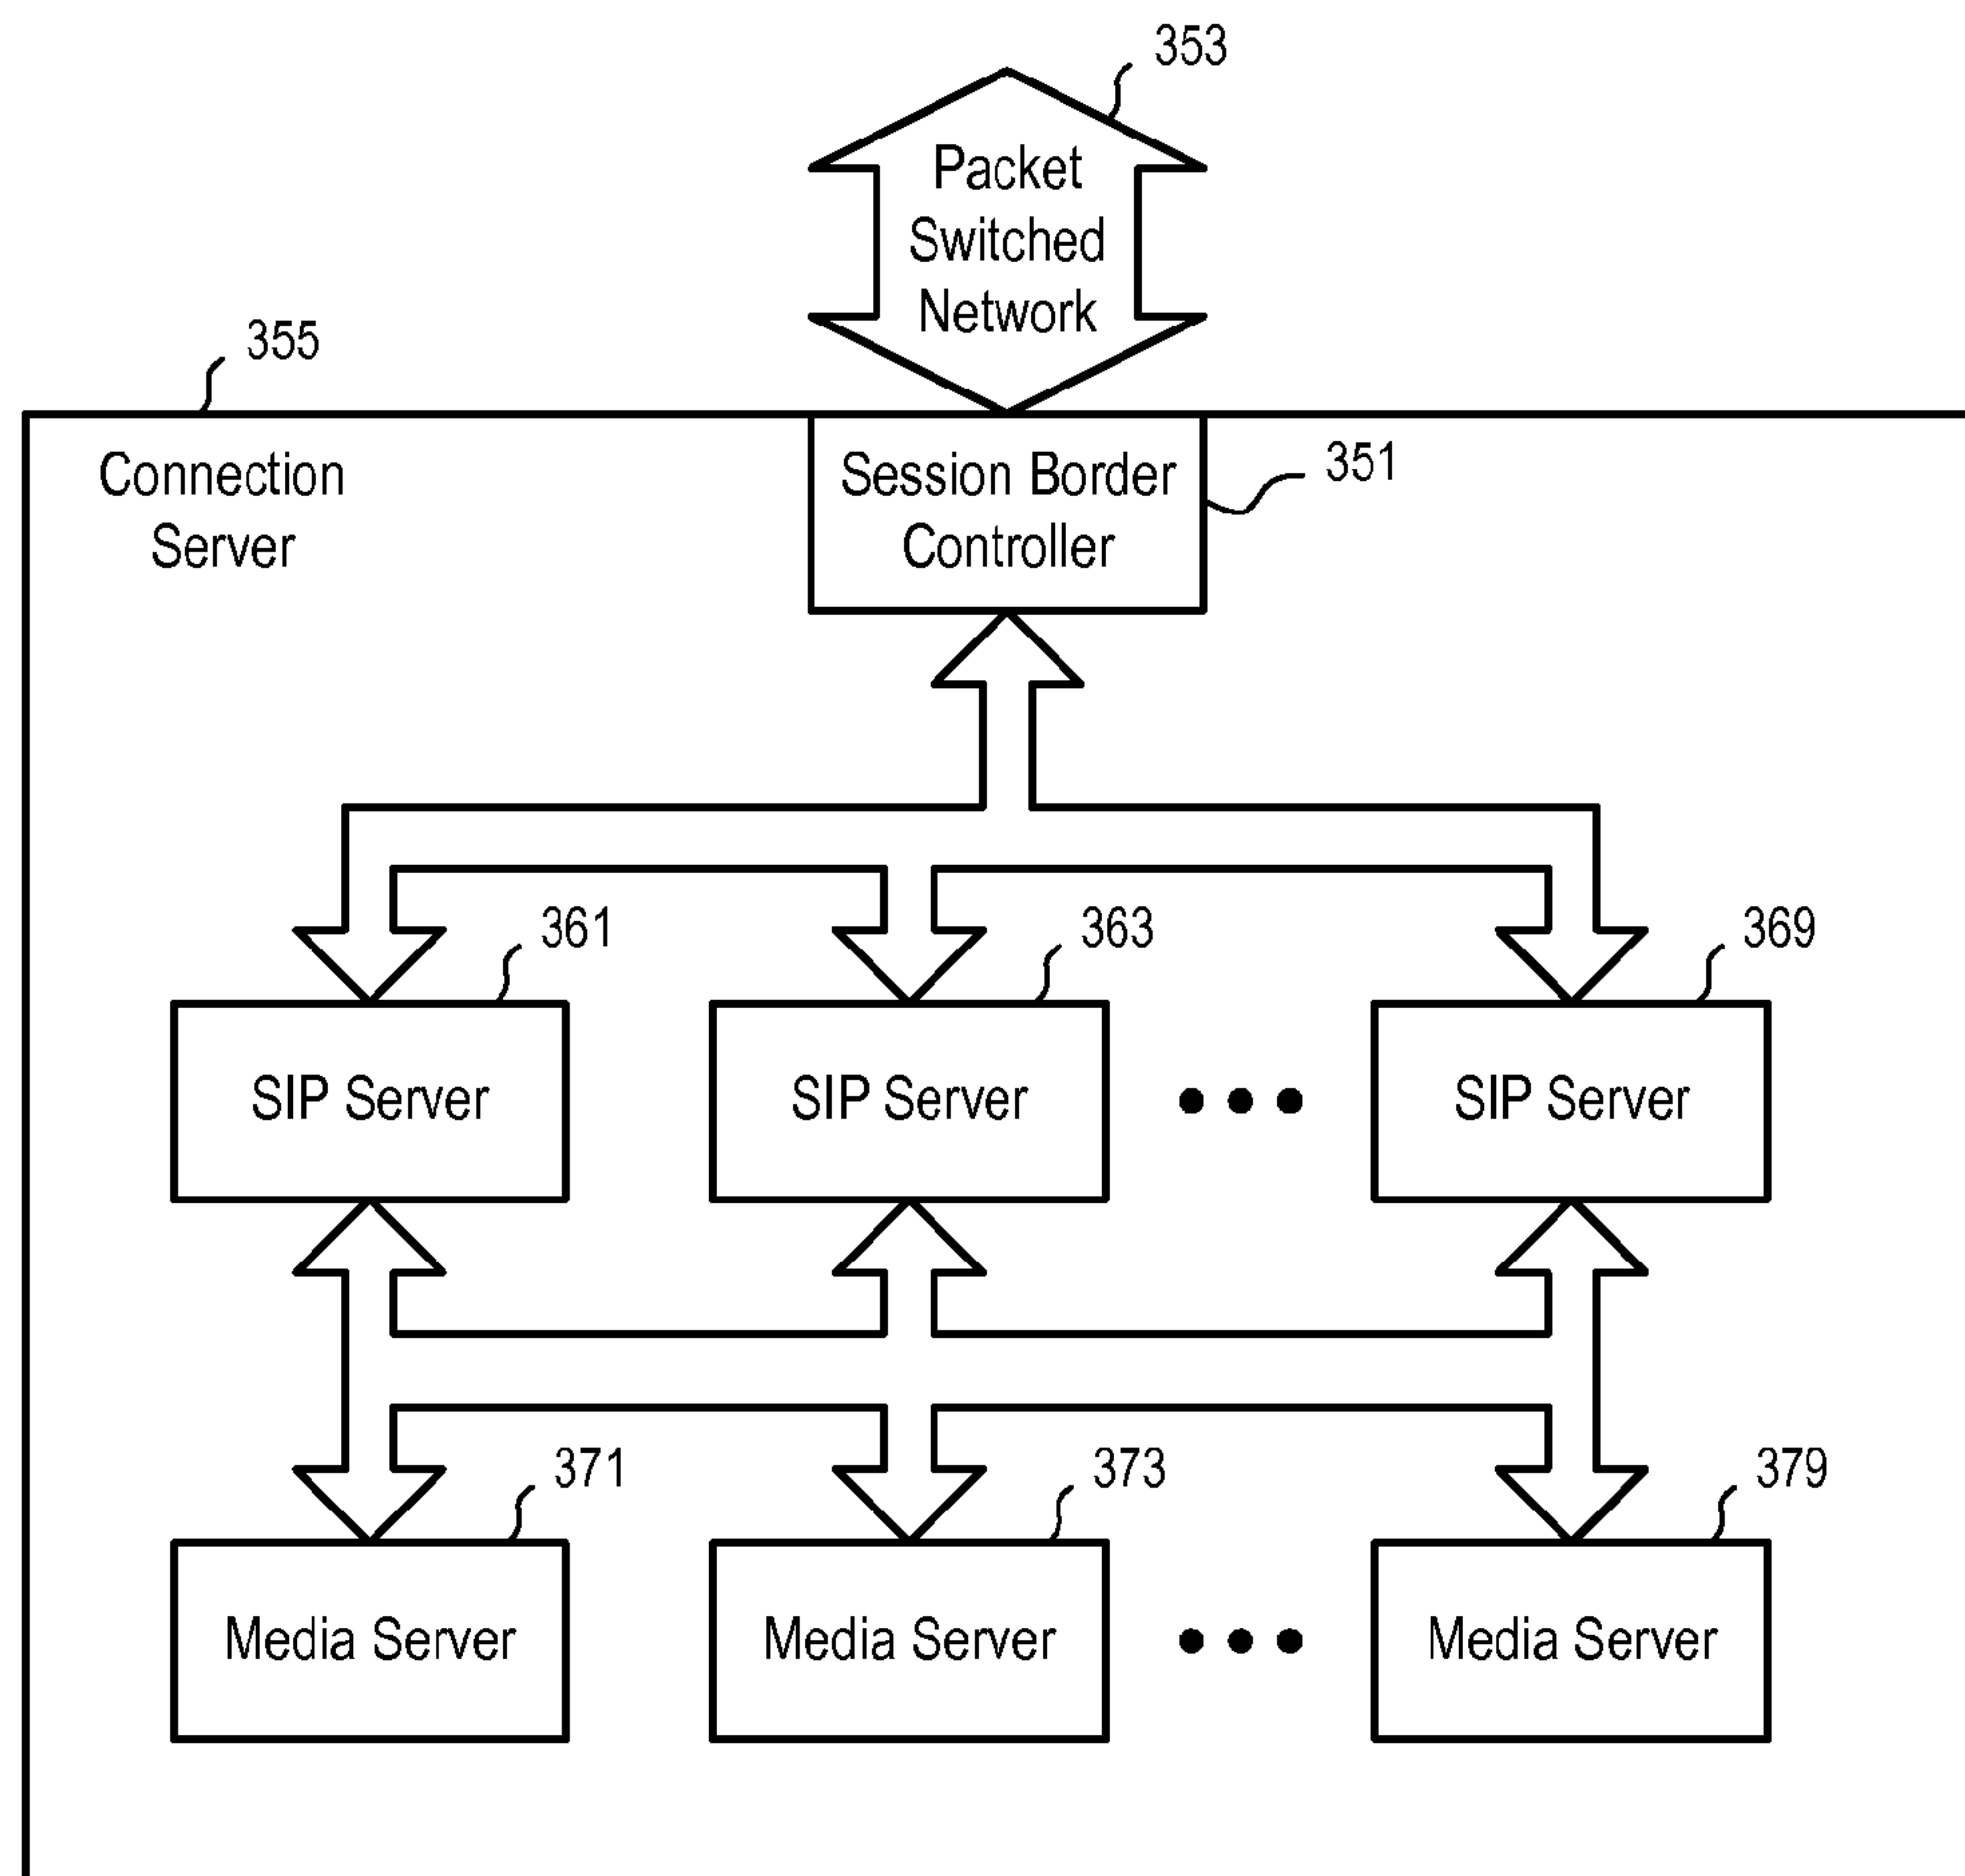 353
Packet
Switched
Network
355
Connection
Server
Session Border
Controller
351
361
363
369
SIP Server
SIP Server
SIP Server
371
373
379
Media Server
Media Server
Media Server